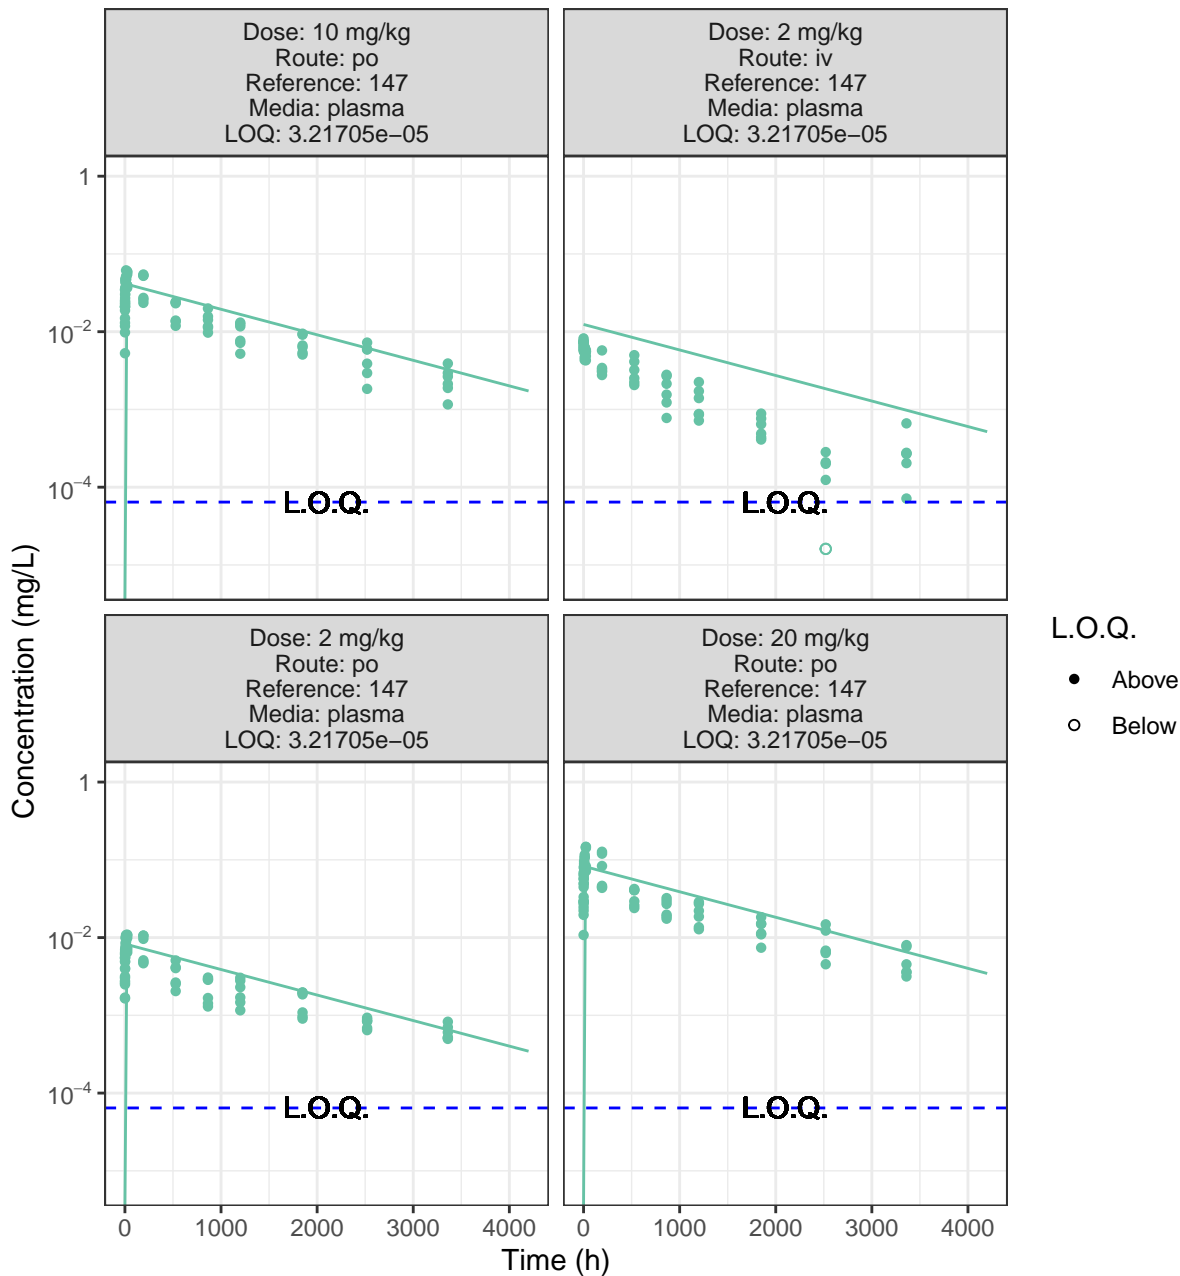 Dose: 10 mg/kg
Route: po
Reference: 147
Media: plasma
LOQ: 3.21705e−05
Dose: 2 mg/kg
Route: iv
Reference: 147
Media: plasma
LOQ: 3.21705e−05
1
10⁻²
10⁻⁴
L.O.Q.
L.O.Q.
Concentration (mg/L)
Dose: 2 mg/kg
Route: po
Reference: 147
Media: plasma
LOQ: 3.21705e−05
Dose: 20 mg/kg
Route: po
Reference: 147
Media: plasma
LOQ: 3.21705e−05
1
10⁻²
10⁻⁴
L.O.Q.
L.O.Q.
0 1000 2000 3000 4000
0 1000 2000 3000 4000
Time (h)
L.O.Q.
Above
Below